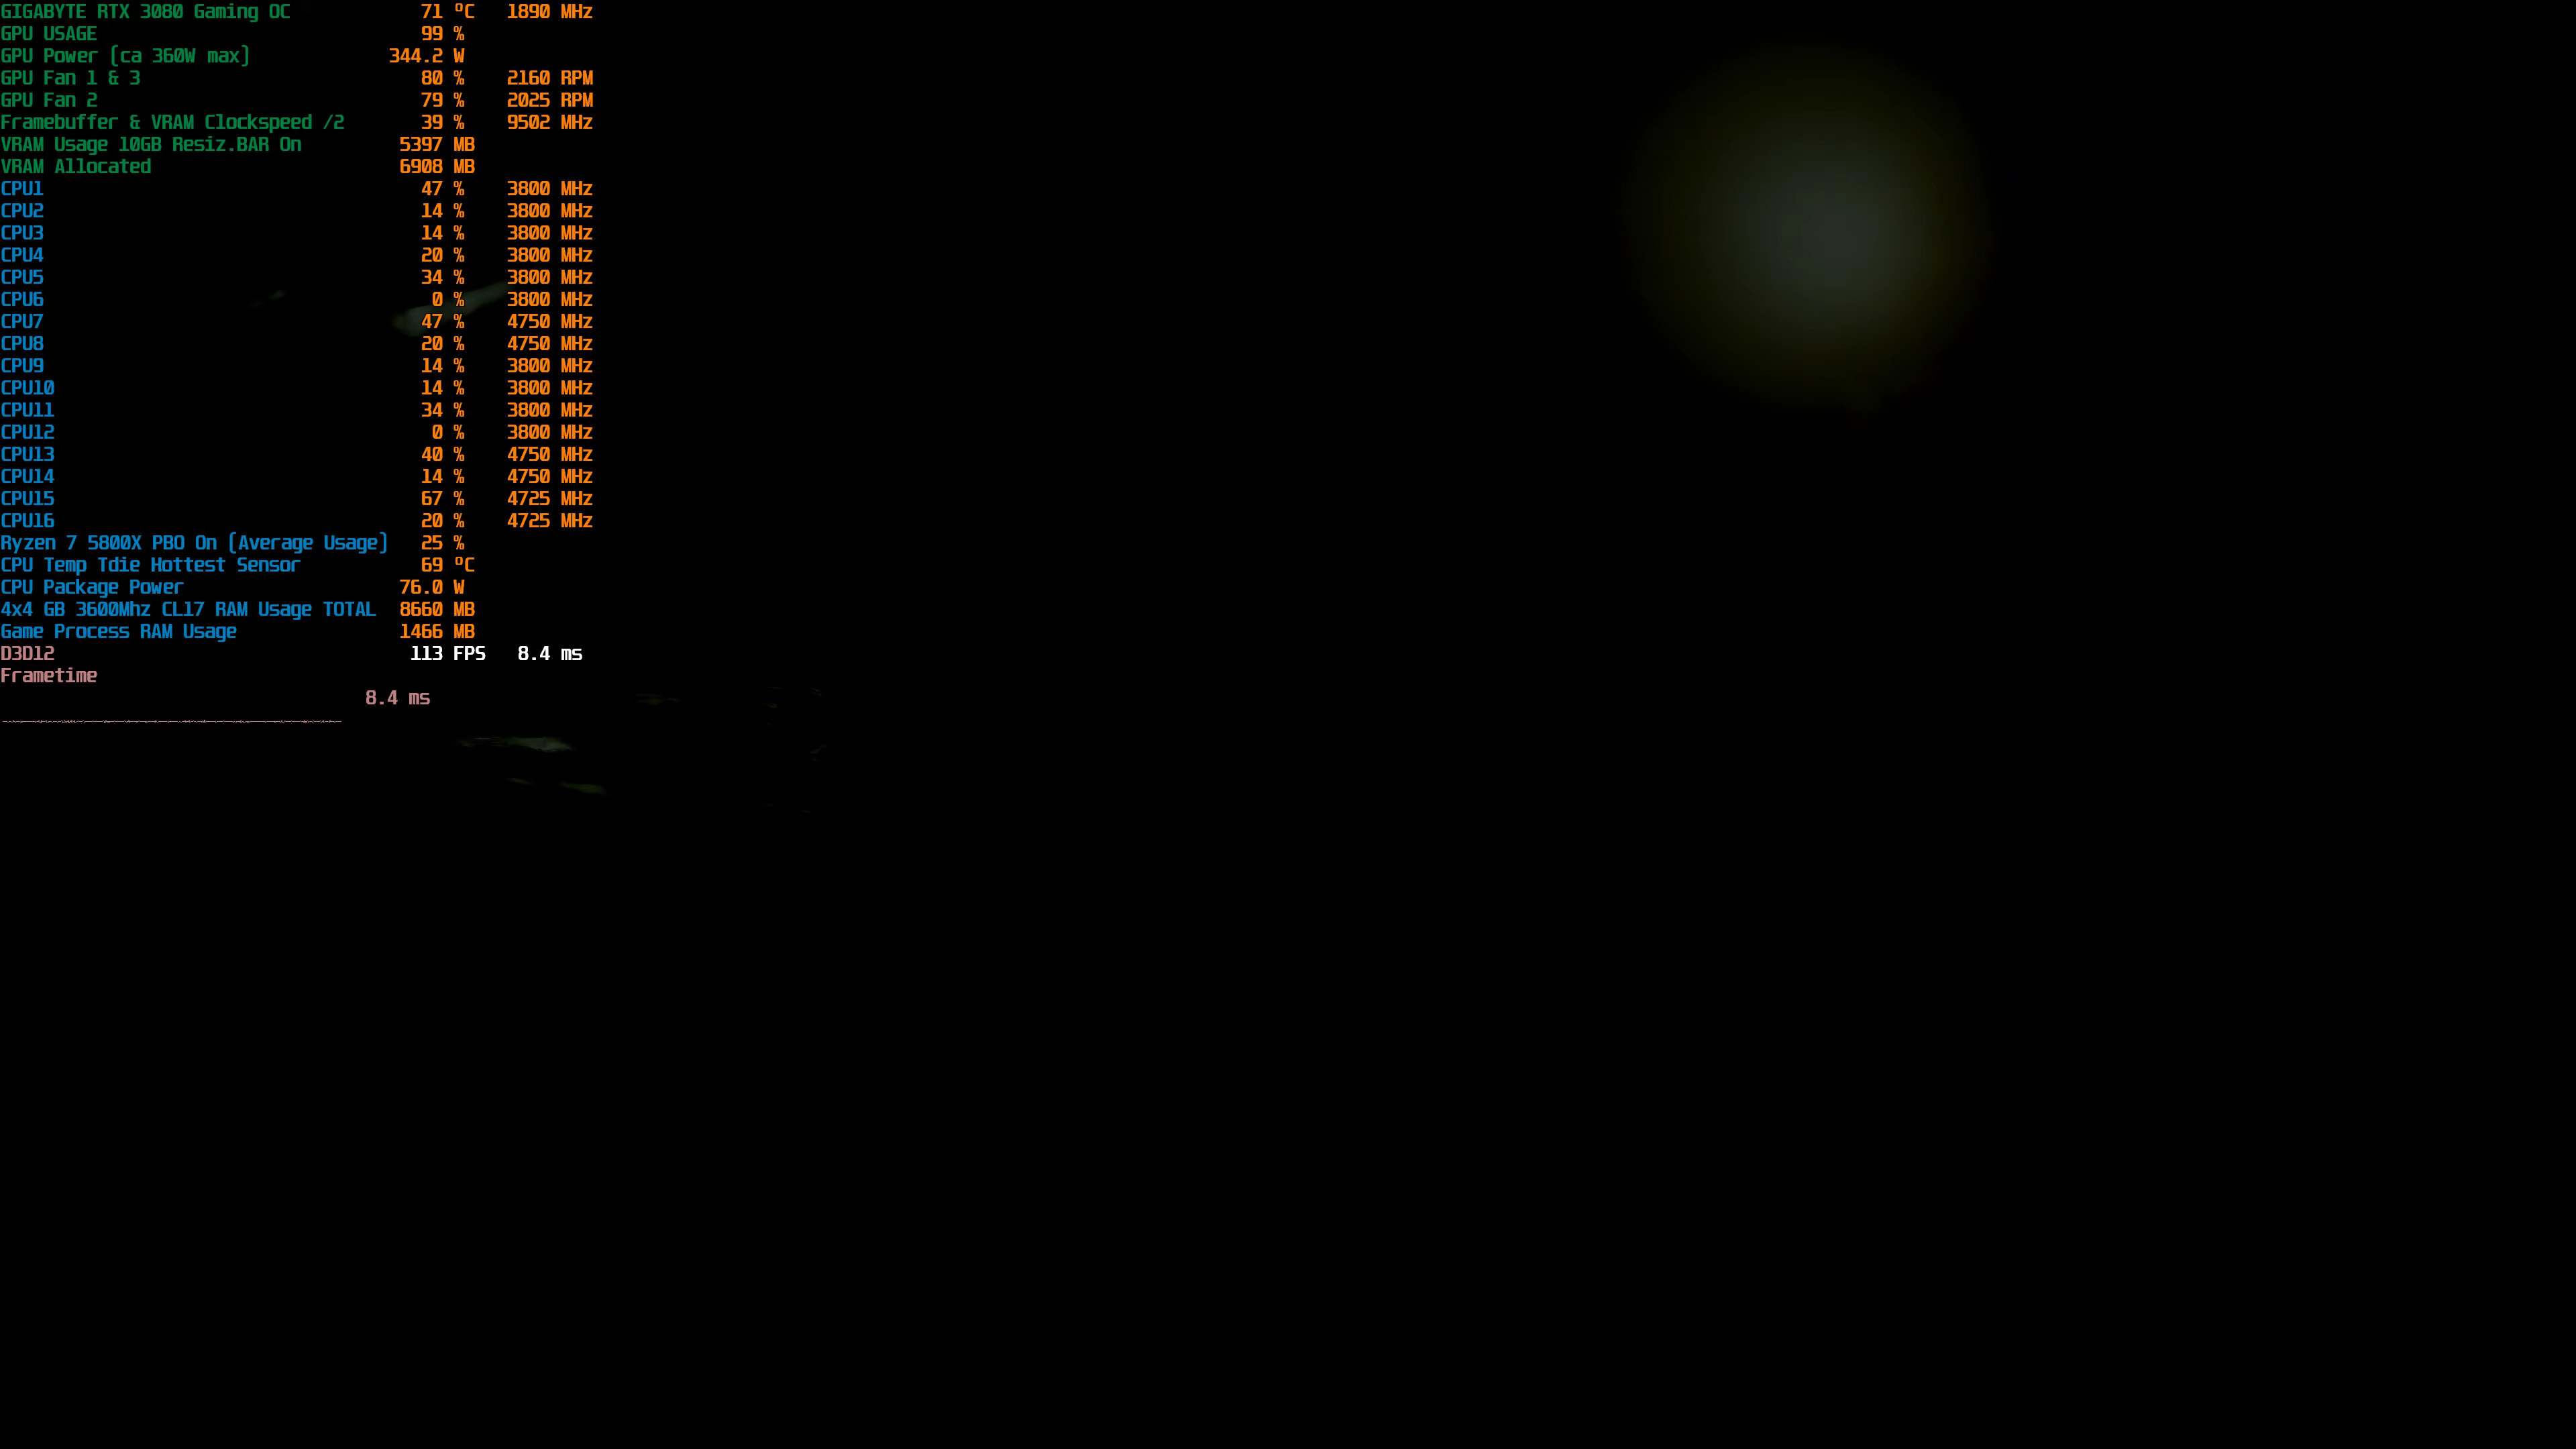 GIGABYTE RTX 3080 Gaming OC 71 °C 1890 MHz
GPU USAGE 99 %
GPU Power (ca 360W max) 344.2 W
GPU Fan 1 & 3 80 % 2160 RPM
GPU Fan 2 79 % 2025 RPM
Framebuffer & VRAM Clockspeed /2 39 % 9502 MHz
VRAM Usage 10GB Resiz.BAR On 5397 MB
VRAM Allocated 6908 MB
CPU1 47 % 3800 MHz
CPU2 14 % 3800 MHz
CPU3 14 % 3800 MHz
CPU4 20 % 3800 MHz
CPU5 34 % 3800 MHz
CPU6 0 % 3800 MHz
CPU7 47 % 4750 MHz
CPU8 20 % 4750 MHz
CPU9 14 % 3800 MHz
CPU10 14 % 3800 MHz
CPU11 34 % 3800 MHz
CPU12 0 % 3800 MHz
CPU13 40 % 4750 MHz
CPU14 14 % 4750 MHz
CPU15 67 % 4725 MHz
CPU16 20 % 4725 MHz
Ryzen 7 5800X PBO On (Average Usage) 25 %
CPU Temp Tdie Hottest Sensor 69 °C
CPU Package Power 76.0 W
4x4 GB 3600Mhz CL17 RAM Usage TOTAL 8660 MB
Game Process RAM Usage 1466 MB
D3D12 113 FPS 8.4 ms
Frametime
8.4 ms